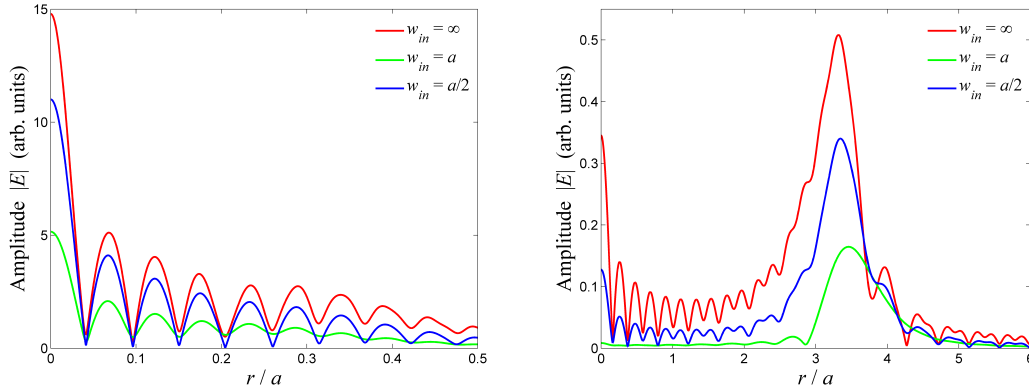 Amplitude |E| (arb. units)
15
10
5
0
0
0.1
0.2
0.3
0.4
0.5
r / a
w_in = ∞
w_in = a
w_in = a/2
Amplitude |E| (arb. units)
0.5
0.4
0.3
0.2
0.1
0
0
1
2
3
4
5
6
r / a
w_in = ∞
w_in = a
w_in = a/2